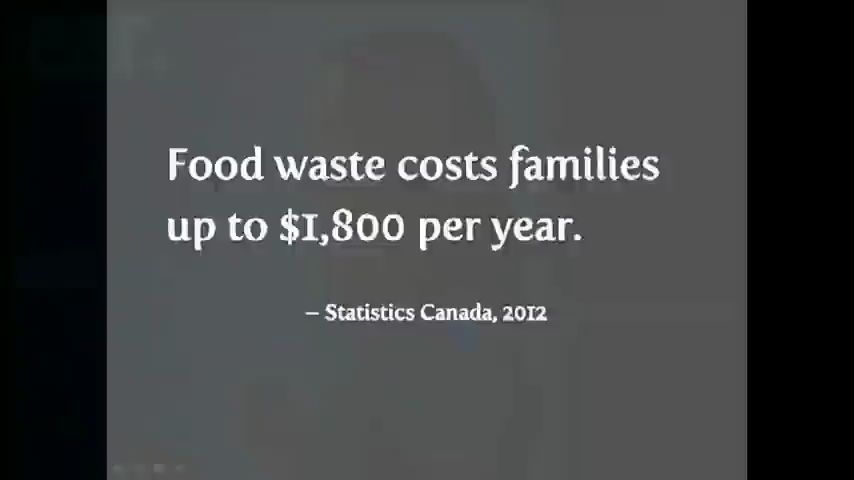 Food waste costs families
up to $1,800 per year.
– Statistics Canada, 2012